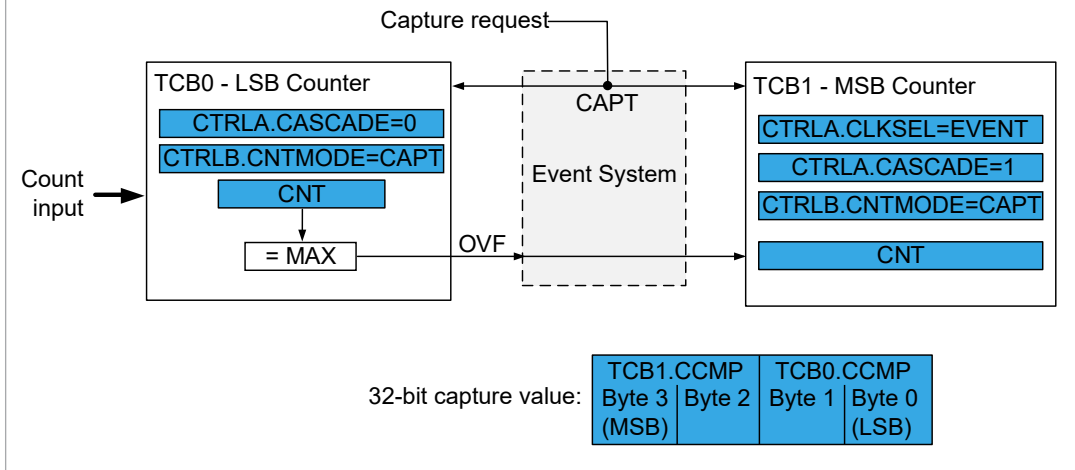 Capture request
TCB0 - LSB Counter
CTRLA.CASCADE=0
CTRLB.CNTMODE=CAPT
CNT
= MAX
Count
input
OVF
CAPT
Event System
TCB1 - MSB Counter
CTRLA.CLKSEL=EVENT
CTRLA.CASCADE=1
CTRLB.CNTMODE=CAPT
CNT
32-bit capture value:
TCB1.CCMP TCB0.CCMP
Byte 3 Byte 2 Byte 1 Byte 0
(MSB) (LSB)